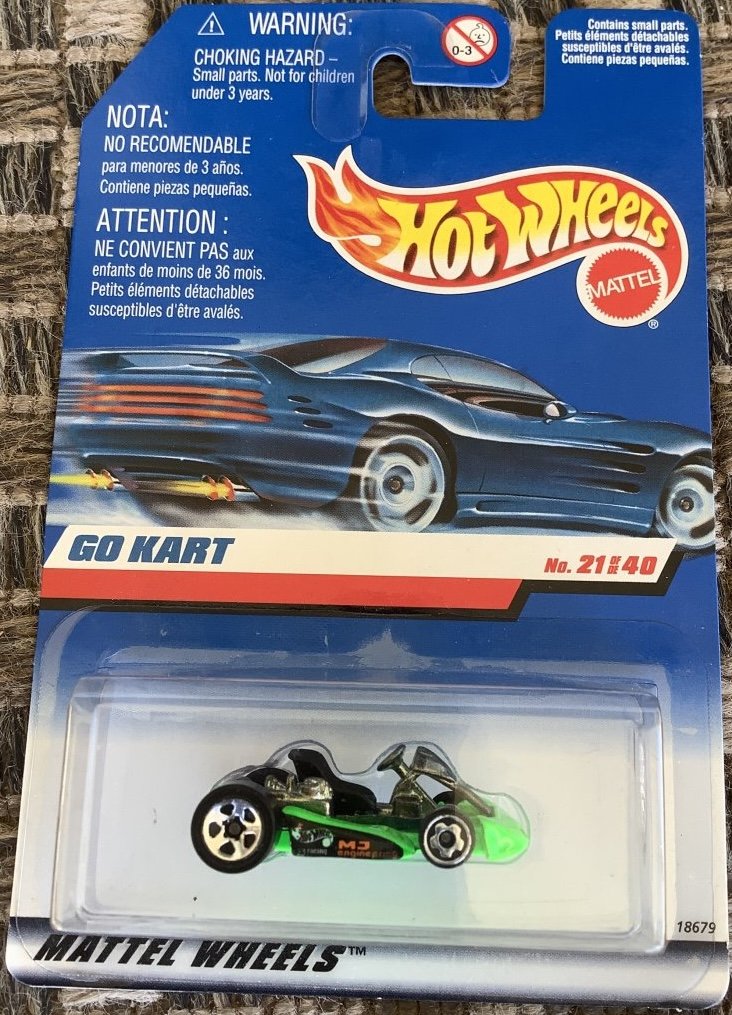 ⚠ WARNING:
CHOKING HAZARD –
Small parts. Not for children
under 3 years.
0-3
Contains small parts.
Petits éléments détachables
susceptibles d'être avalés.
Contiene piezas pequeñas.
NOTA:
NO RECOMENDABLE
para menores de 3 años.
Contiene piezas pequeñas.
ATTENTION :
NE CONVIENT PAS aux
enfants de moins de 36 mois.
Petits éléments détachables
susceptibles d'être avalés.
Hot Wheels
MATTEL
®
GO KART
No. 21 OF DE 40
MJ
racing
18679
MATTEL WHEELS™